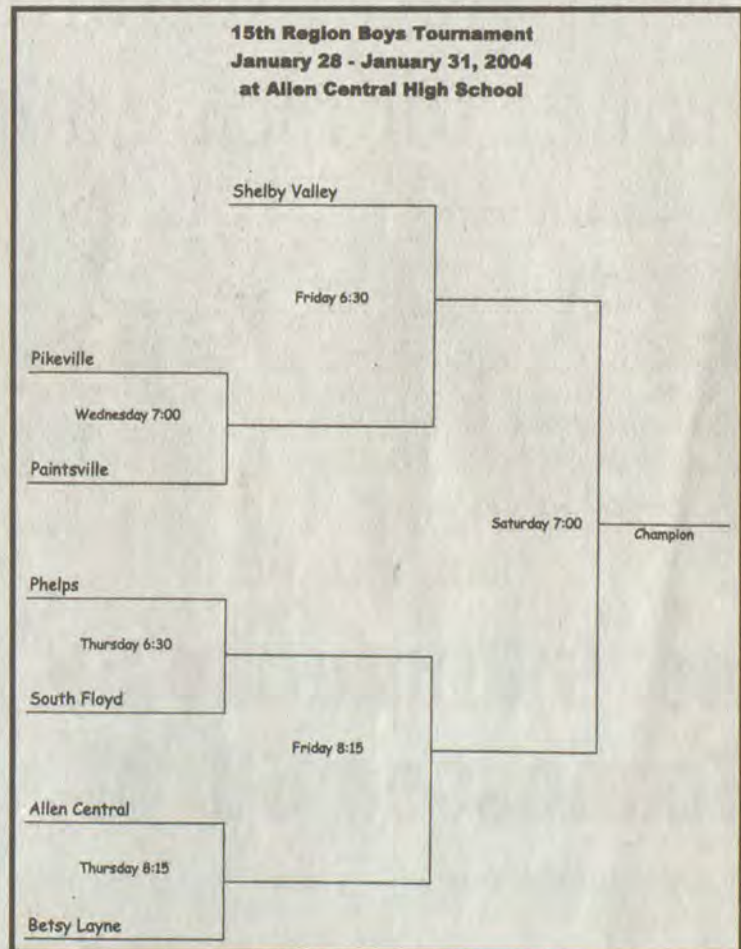 15th Region Boys Tournament
January 28 - January 31, 2004
at Allen Central High School
Shelby Valley
Friday 6:30
Pikeville
Wednesday 7:00
Paintsville
Saturday 7:00
Champion
Phelps
Thursday 6:30
South Floyd
Friday 8:15
Allen Central
Thursday 8:15
Betsy Layne